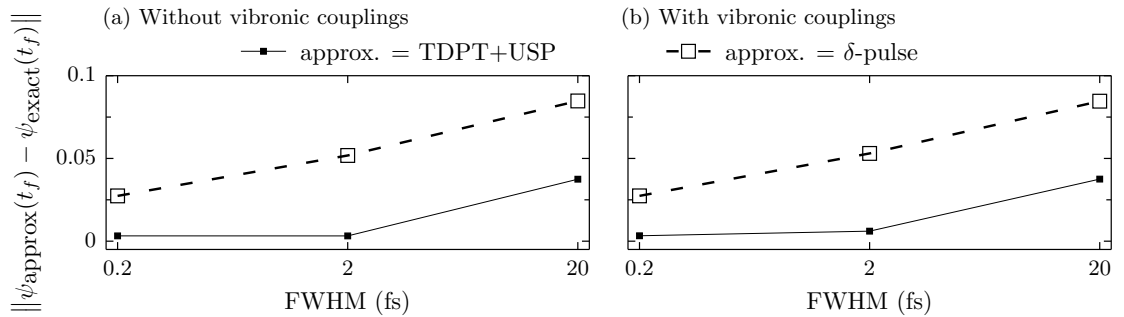 (a) Without vibronic couplings
(b) With vibronic couplings
approx. = TDPT+USP
approx. = δ-pulse
||ψapprox(tf) − ψexact(tf)||
0.1
0.05
0
0.2 2 20
0.2 2 20
FWHM (fs)
FWHM (fs)